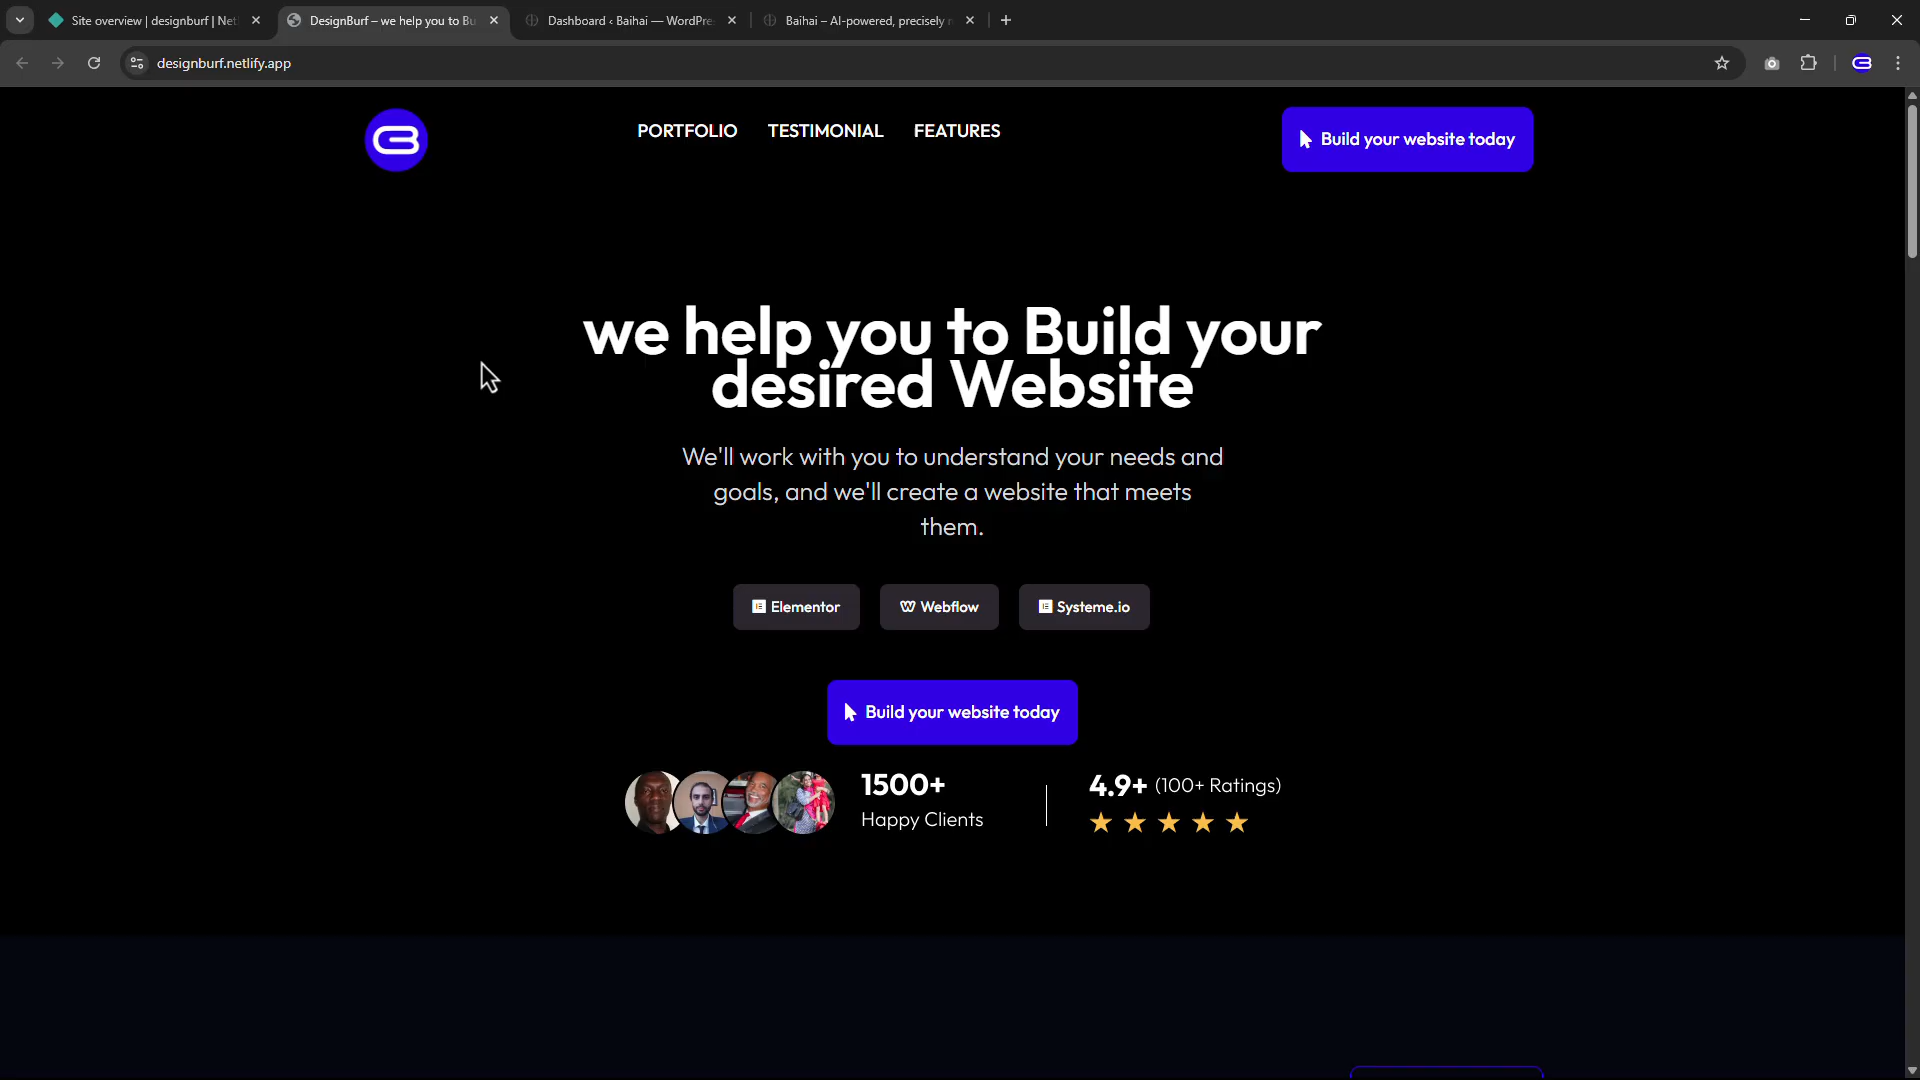 Site overview | designburf | Net
DesignBurf – we help you to Bu
Dashboard ‹ Baihai — WordPre
Baihai – AI-powered, precisely
designburf.netlify.app
PORTFOLIO
TESTIMONIAL
FEATURES
Build your website today
we help you to Build your
desired Website
We'll work with you to understand your needs and
goals, and we'll create a website that meets
them.
Elementor
Webflow
Systeme.io
Build your website today
1500+
Happy Clients
4.9+ (100+ Ratings)